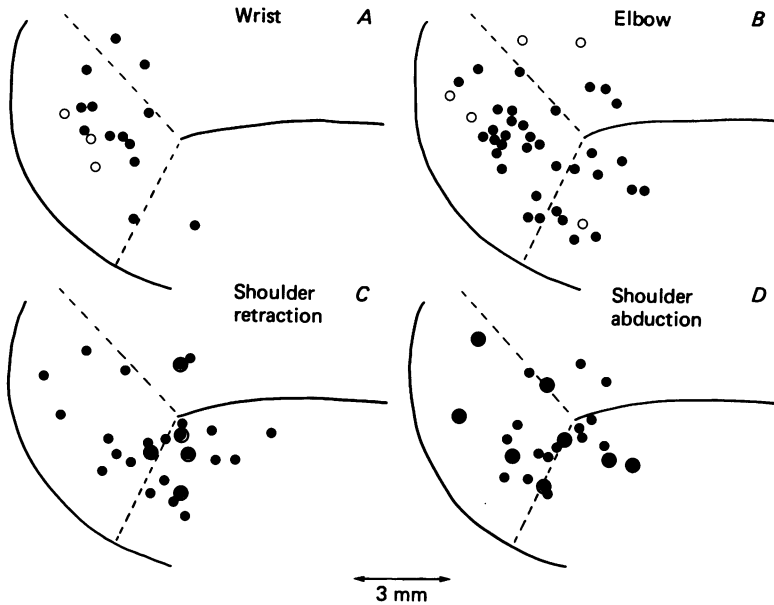 Wrist A
Elbow B
Shoulder
retraction C
Shoulder
abduction D
3 mm